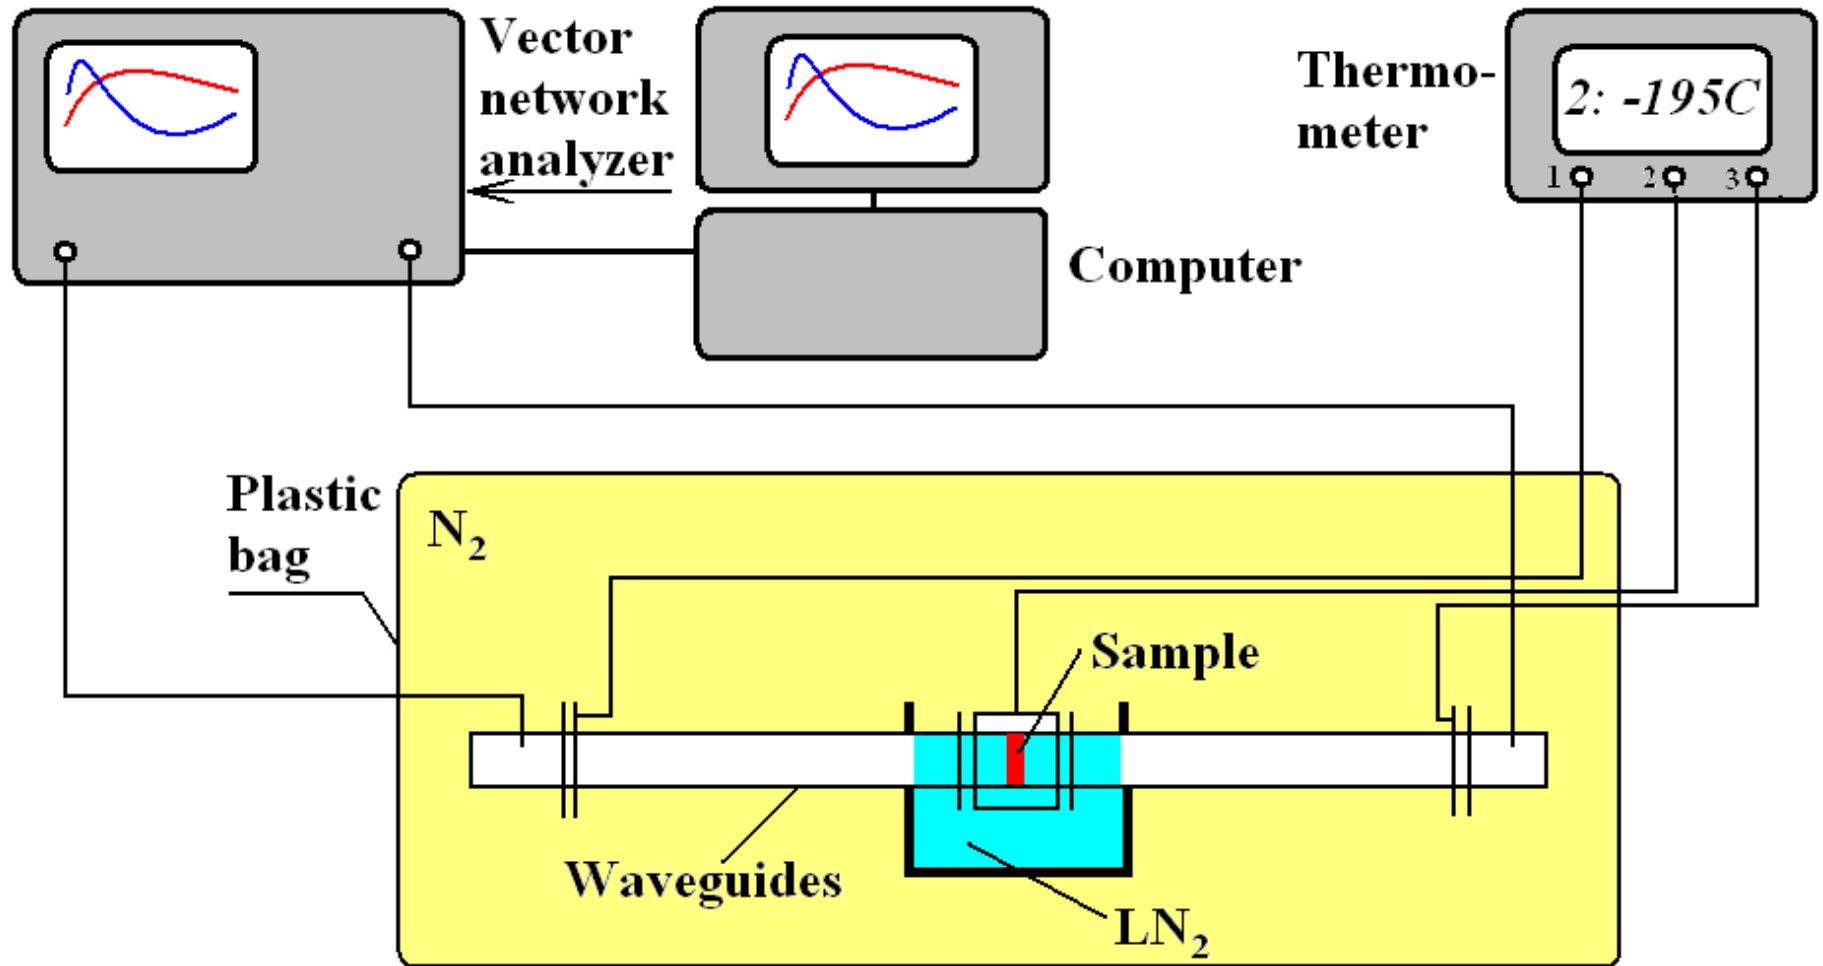 Vector
network
analyzer
Thermo-
meter
2: -195C
1 2 3
Computer
Plastic
bag
N₂
Sample
Waveguides
LN₂